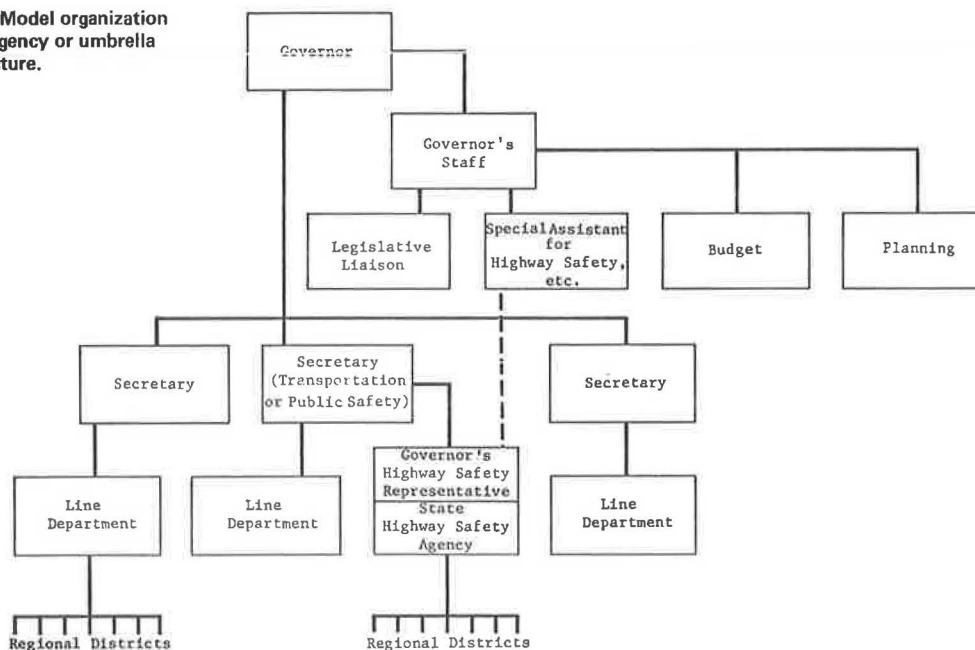 Model organization
gency or umbrella
ture.
Governor
Governor's
Staff
Legislative
Liaison
Special Assistant
for
Highway Safety,
etc.
Budget
Planning
Secretary
Secretary
(Transportation
or Public Safety)
Secretary
Governor's
Highway Safety
Representative
State
Highway Safety
Agency
Line
Department
Line
Department
Line
Department
Regional Districts
Regional Districts